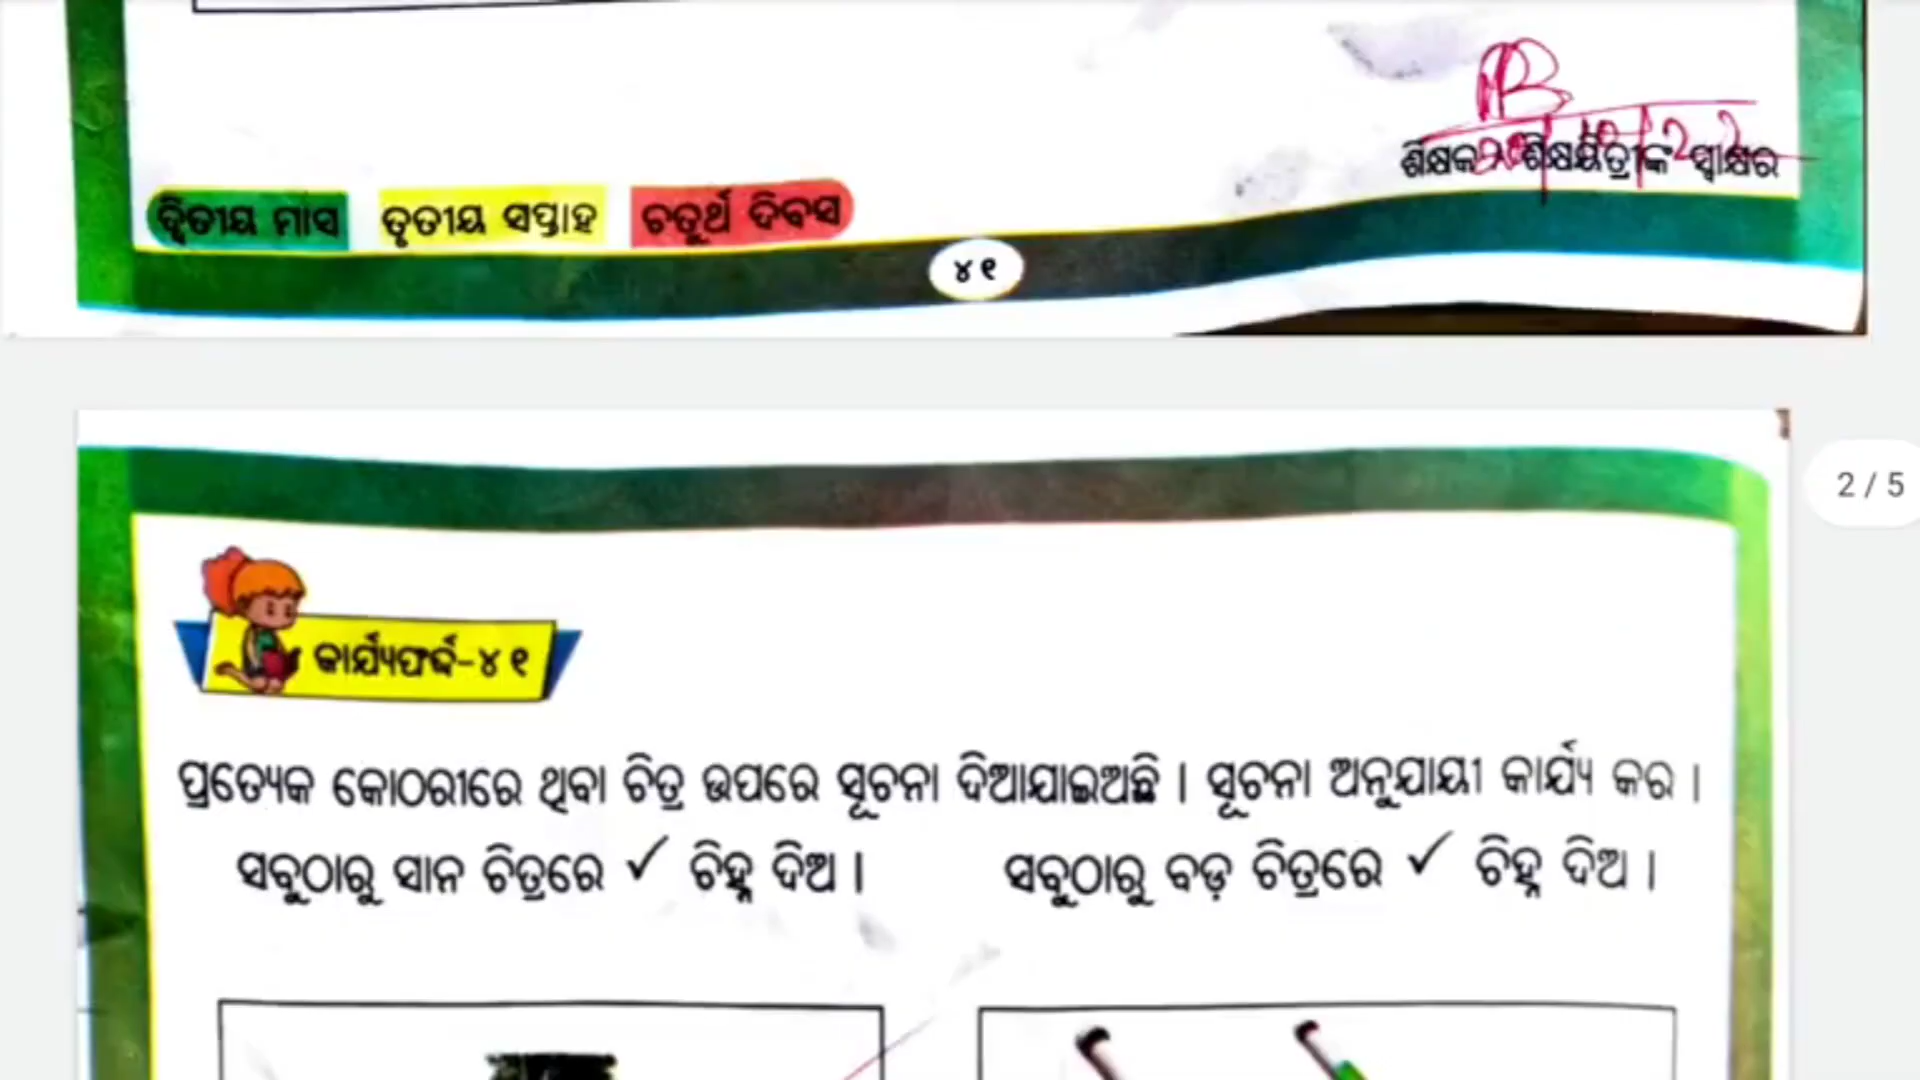 ଶିକ୍ଷକ / ଶିକ୍ଷୟିତ୍ରୀଙ୍କ ସ୍ୱାକ୍ଷର
ଦ୍ୱିତୀୟ ମାସ ତୃତୀୟ ସପ୍ତାହ ଚତୁର୍ଥ ଦିବସ
୪୧
2 / 5
କାର୍ଯ୍ୟଫର୍ଦ୍ଦ-୪୧
ପ୍ରତ୍ୟେକ କୋଠରୀରେ ଥିବା ଚିତ୍ର ଉପରେ ସୂଚନା ଦିଆଯାଇଅଛି । ସୂଚନା ଅନୁଯାୟୀ କାର୍ଯ୍ୟ କର ।
ସବୁଠାରୁ ସାନ ଚିତ୍ରରେ ✓ ଚିହ୍ନ ଦିଅ । ସବୁଠାରୁ ବଡ଼ ଚିତ୍ରରେ ✓ ଚିହ୍ନ ଦିଅ ।